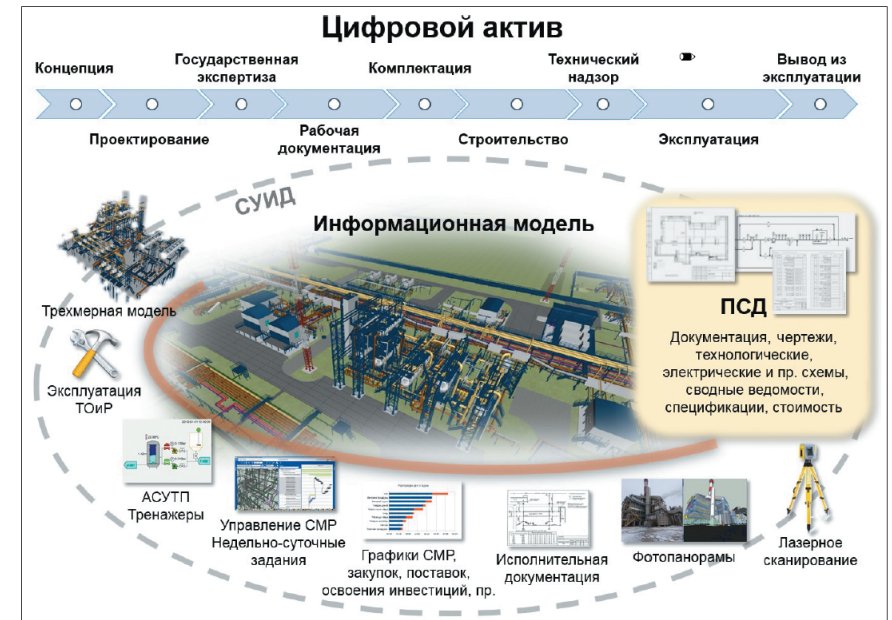 Цифровой актив
Концепция
Государственная
экспертиза
Комплектация
Технический
надзор
Вывод из
эксплуатации
Проектирование
Рабочая
документация
Строительство
Эксплуатация
СУИД
Информационная модель
Трехмерная модель
Эксплуатация
ТОиР
АСУТП
Тренажеры
Управление СМР
Недельно-суточные
задания
Графики СМР,
закупок, поставок,
освоения инвестиций, пр.
Исполнительная
документация
Фотопанорамы
Лазерное
сканирование
ПСД
Документация, чертежи,
технологические,
электрические и пр. схемы,
сводные ведомости,
спецификации, стоимость